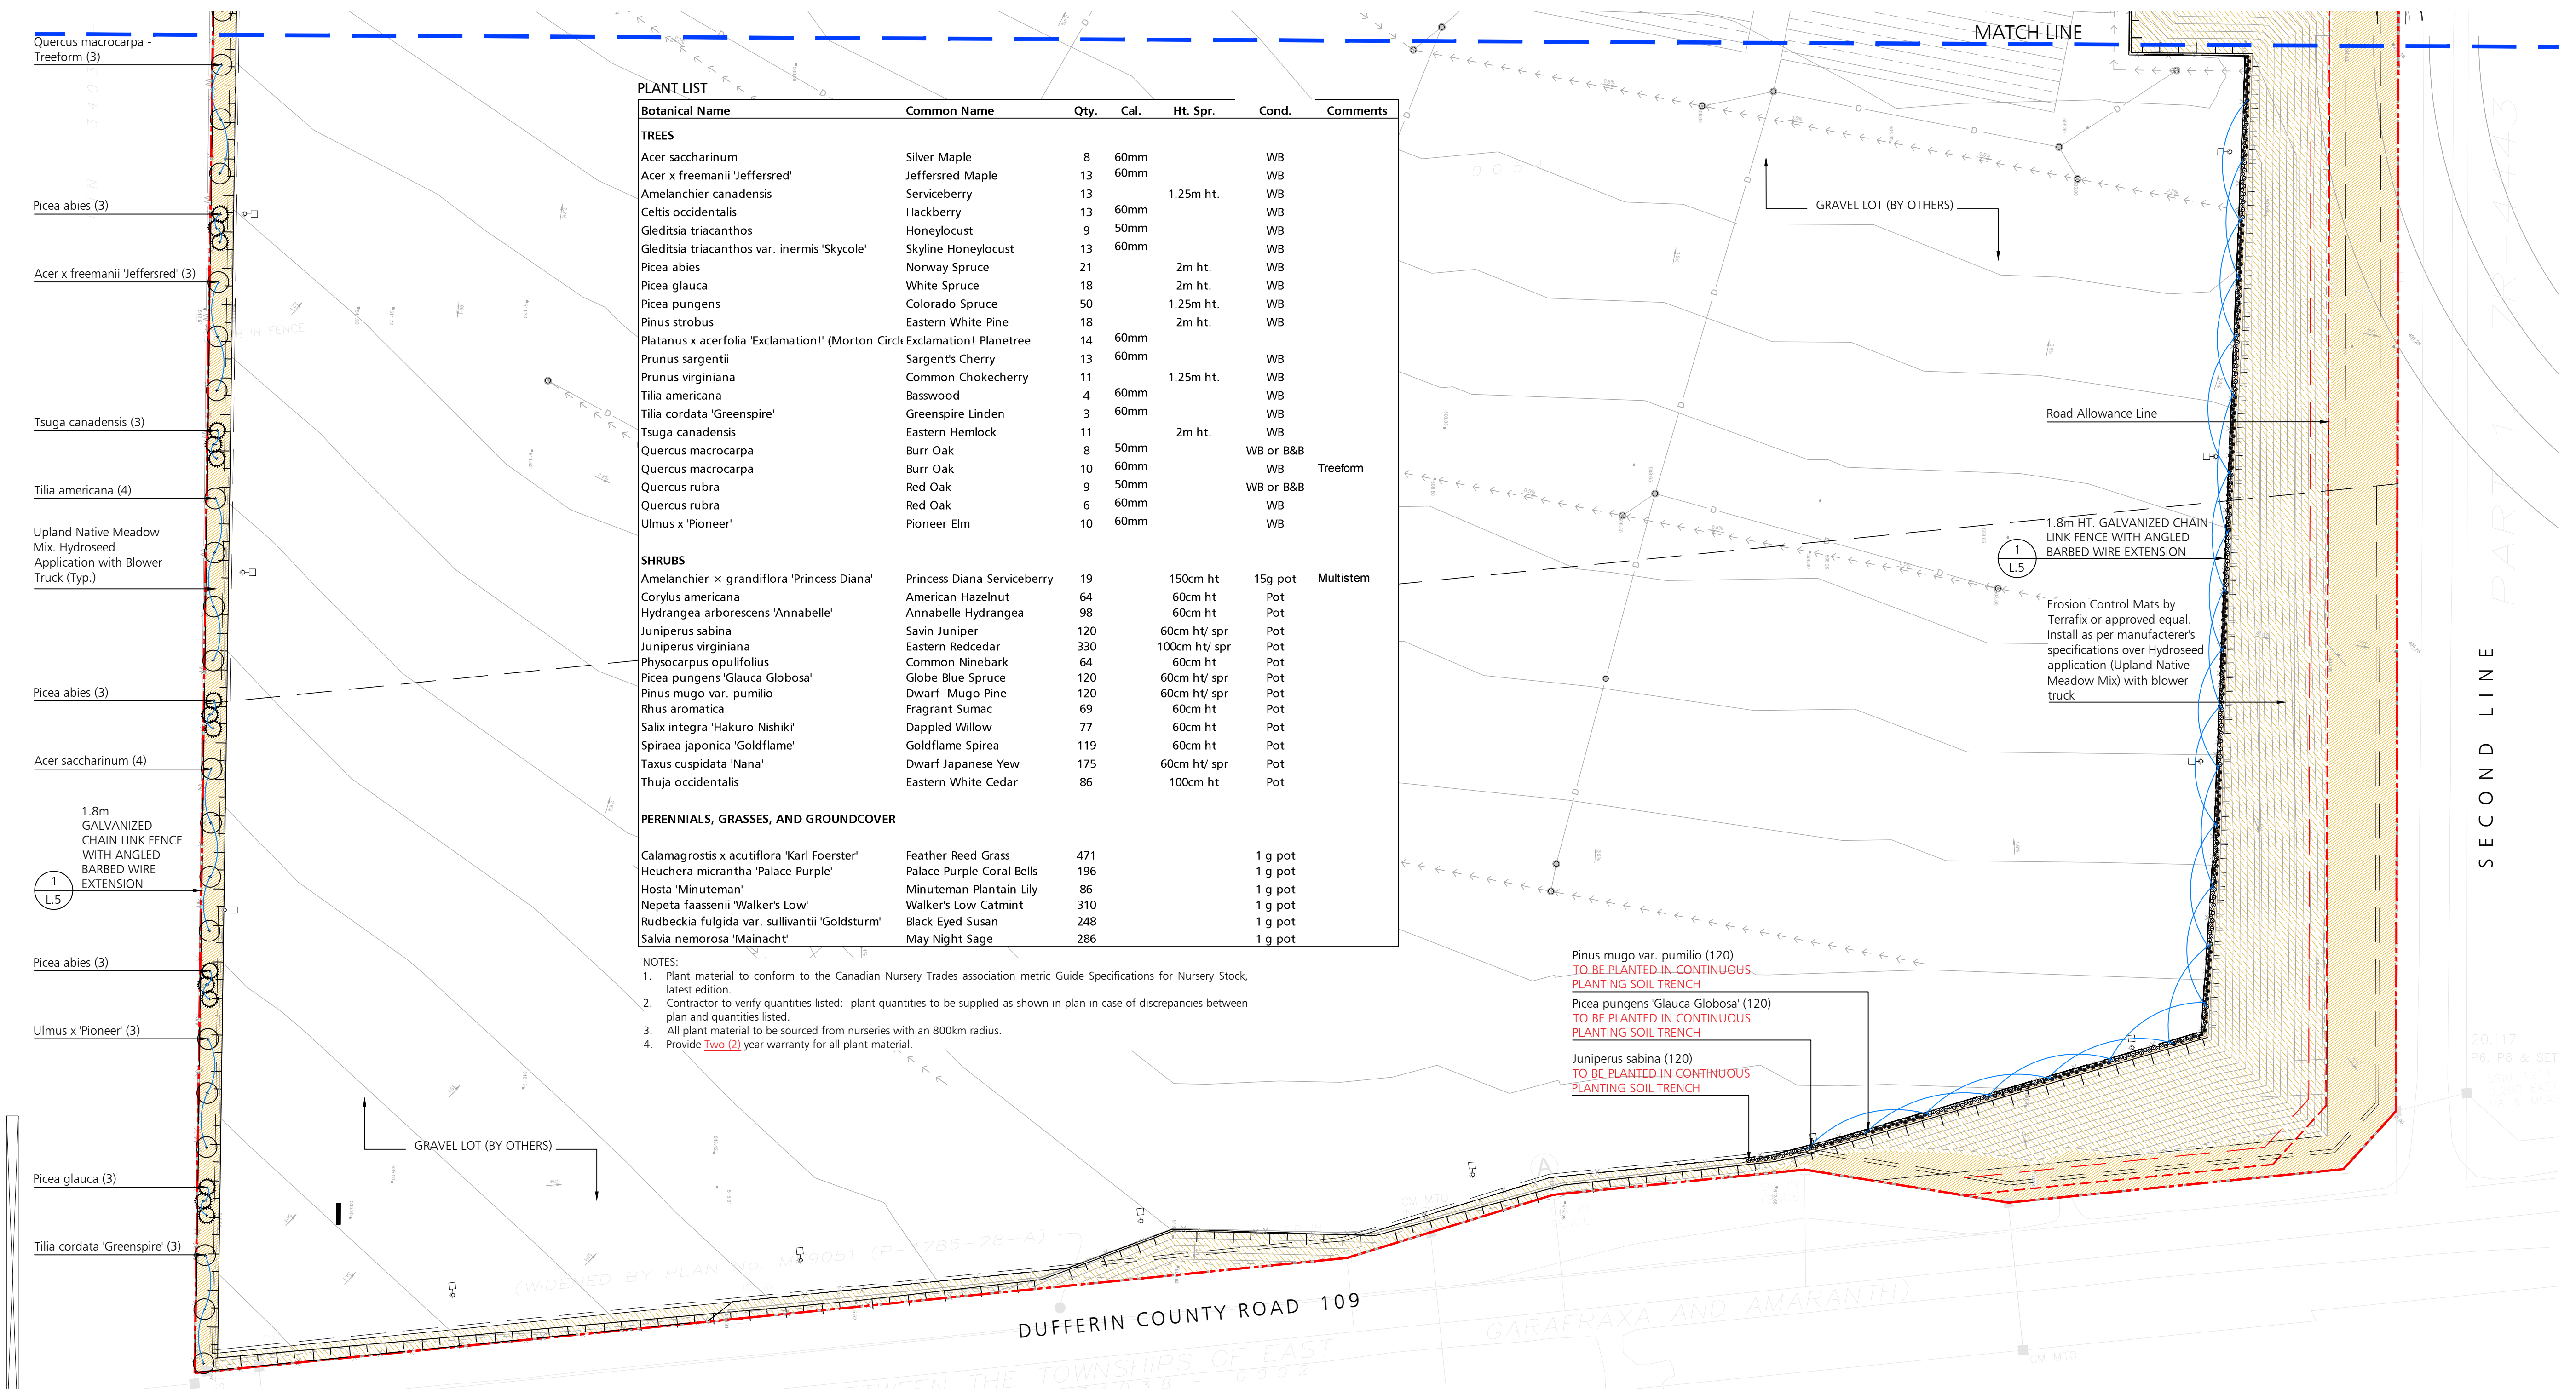 MATCH LINE
Quercus macrocarpa -
Treeform (3)
Picea abies (3)
Acer x freemanii 'Jeffersred' (3)
Tsuga canadensis (3)
Tilia americana (4)
Upland Native Meadow
Mix. Hydroseed
Application with Blower
Truck (Typ.)
Picea abies (3)
Acer saccharinum (4)
1.8m
GALVANIZED
CHAIN LINK FENCE
WITH ANGLED
BARBED WIRE
EXTENSION
1
L.5
Picea abies (3)
Ulmus x 'Pioneer' (3)
Picea glauca (3)
Tilia cordata 'Greenspire' (3)
GRAVEL LOT (BY OTHERS)
PLANT LIST
Botanical Name Common Name Qty. Cal. Ht. Spr. Cond. Comments
TREES
Acer saccharinum Silver Maple 8 60mm WB
Acer x freemanii 'Jeffersred' Jeffersred Maple 13 60mm WB
Amelanchier canadensis Serviceberry 13 1.25m ht. WB
Celtis occidentalis Hackberry 13 60mm WB
Gleditsia triacanthos Honeylocust 9 50mm WB
Gleditsia triacanthos var. inermis 'Skycole' Skyline Honeylocust 13 60mm WB
Picea abies Norway Spruce 21 2m ht. WB
Picea glauca White Spruce 18 2m ht. WB
Picea pungens Colorado Spruce 50 1.25m ht. WB
Pinus strobus Eastern White Pine 18 2m ht. WB
Platanus x acerfolia 'Exclamation!' (Morton Circle Exclamation! Planetree 14 60mm
Prunus sargentii Sargent's Cherry 13 60mm WB
Prunus virginiana Common Chokecherry 11 1.25m ht. WB
Tilia americana Basswood 4 60mm WB
Tilia cordata 'Greenspire' Greenspire Linden 3 60mm WB
Tsuga canadensis Eastern Hemlock 11 2m ht. WB
Quercus macrocarpa Burr Oak 8 50mm WB or B&B
Quercus macrocarpa Burr Oak 10 60mm WB Treeform
Quercus rubra Red Oak 9 50mm WB or B&B
Quercus rubra Red Oak 6 60mm WB
Ulmus x 'Pioneer' Pioneer Elm 10 60mm WB
SHRUBS
Amelanchier × grandiflora 'Princess Diana' Princess Diana Serviceberry 19 150cm ht 15g pot Multistem
Corylus americana American Hazelnut 64 60cm ht Pot
Hydrangea arborescens 'Annabelle' Annabelle Hydrangea 98 60cm ht Pot
Juniperus sabina Savin Juniper 120 60cm ht/ spr Pot
Juniperus virginiana Eastern Redcedar 330 100cm ht/ spr Pot
Physocarpus opulifolius Common Ninebark 64 60cm ht Pot
Picea pungens 'Glauca Globosa' Globe Blue Spruce 120 60cm ht/ spr Pot
Pinus mugo var. pumilio Dwarf Mugo Pine 120 60cm ht/ spr Pot
Rhus aromatica Fragrant Sumac 69 60cm ht Pot
Salix integra 'Hakuro Nishiki' Dappled Willow 77 60cm ht Pot
Spiraea japonica 'Goldflame' Goldflame Spirea 119 60cm ht Pot
Taxus cuspidata 'Nana' Dwarf Japanese Yew 175 60cm ht/ spr Pot
Thuja occidentalis Eastern White Cedar 86 100cm ht Pot
PERENNIALS, GRASSES, AND GROUNDCOVER
Calamagrostis x acutiflora 'Karl Foerster' Feather Reed Grass 471 1 g pot
Heuchera micrantha 'Palace Purple' Palace Purple Coral Bells 196 1 g pot
Hosta 'Minuteman' Minuteman Plantain Lily 86 1 g pot
Nepeta faassenii 'Walker's Low' Walker's Low Catmint 310 1 g pot
Rudbeckia fulgida var. sullivantii 'Goldsturm' Black Eyed Susan 248 1 g pot
Salvia nemorosa 'Mainacht' May Night Sage 286 1 g pot
NOTES:
1. Plant material to conform to the Canadian Nursery Trades association metric Guide Specifications for Nursery Stock,
latest edition.
2. Contractor to verify quantities listed: plant quantities to be supplied as shown in plan in case of discrepancies between
plan and quantities listed.
3. All plant material to be sourced from nurseries with an 800km radius.
4. Provide Two (2) year warranty for all plant material.
GRAVEL LOT (BY OTHERS)
Road Allowance Line
1
L.5
1.8m HT. GALVANIZED CHAIN
LINK FENCE WITH ANGLED
BARBED WIRE EXTENSION
Erosion Control Mats by
Terrafix or approved equal.
Install as per manufacterer's
specifications over Hydroseed
application (Upland Native
Meadow Mix) with blower
truck
SECOND LINE
Pinus mugo var. pumilio (120)
TO BE PLANTED IN CONTINUOUS
PLANTING SOIL TRENCH
Picea pungens 'Glauca Globosa' (120)
TO BE PLANTED IN CONTINUOUS
PLANTING SOIL TRENCH
Juniperus sabina (120)
TO BE PLANTED IN CONTINUOUS
PLANTING SOIL TRENCH
A
CM MTO
DUFFERIN COUNTY ROAD 109
GARAFRAXA AND AMARANTH)
THE TOWNSHIPS OF EAST
CM MTO
20.117
P6, P8 & SET